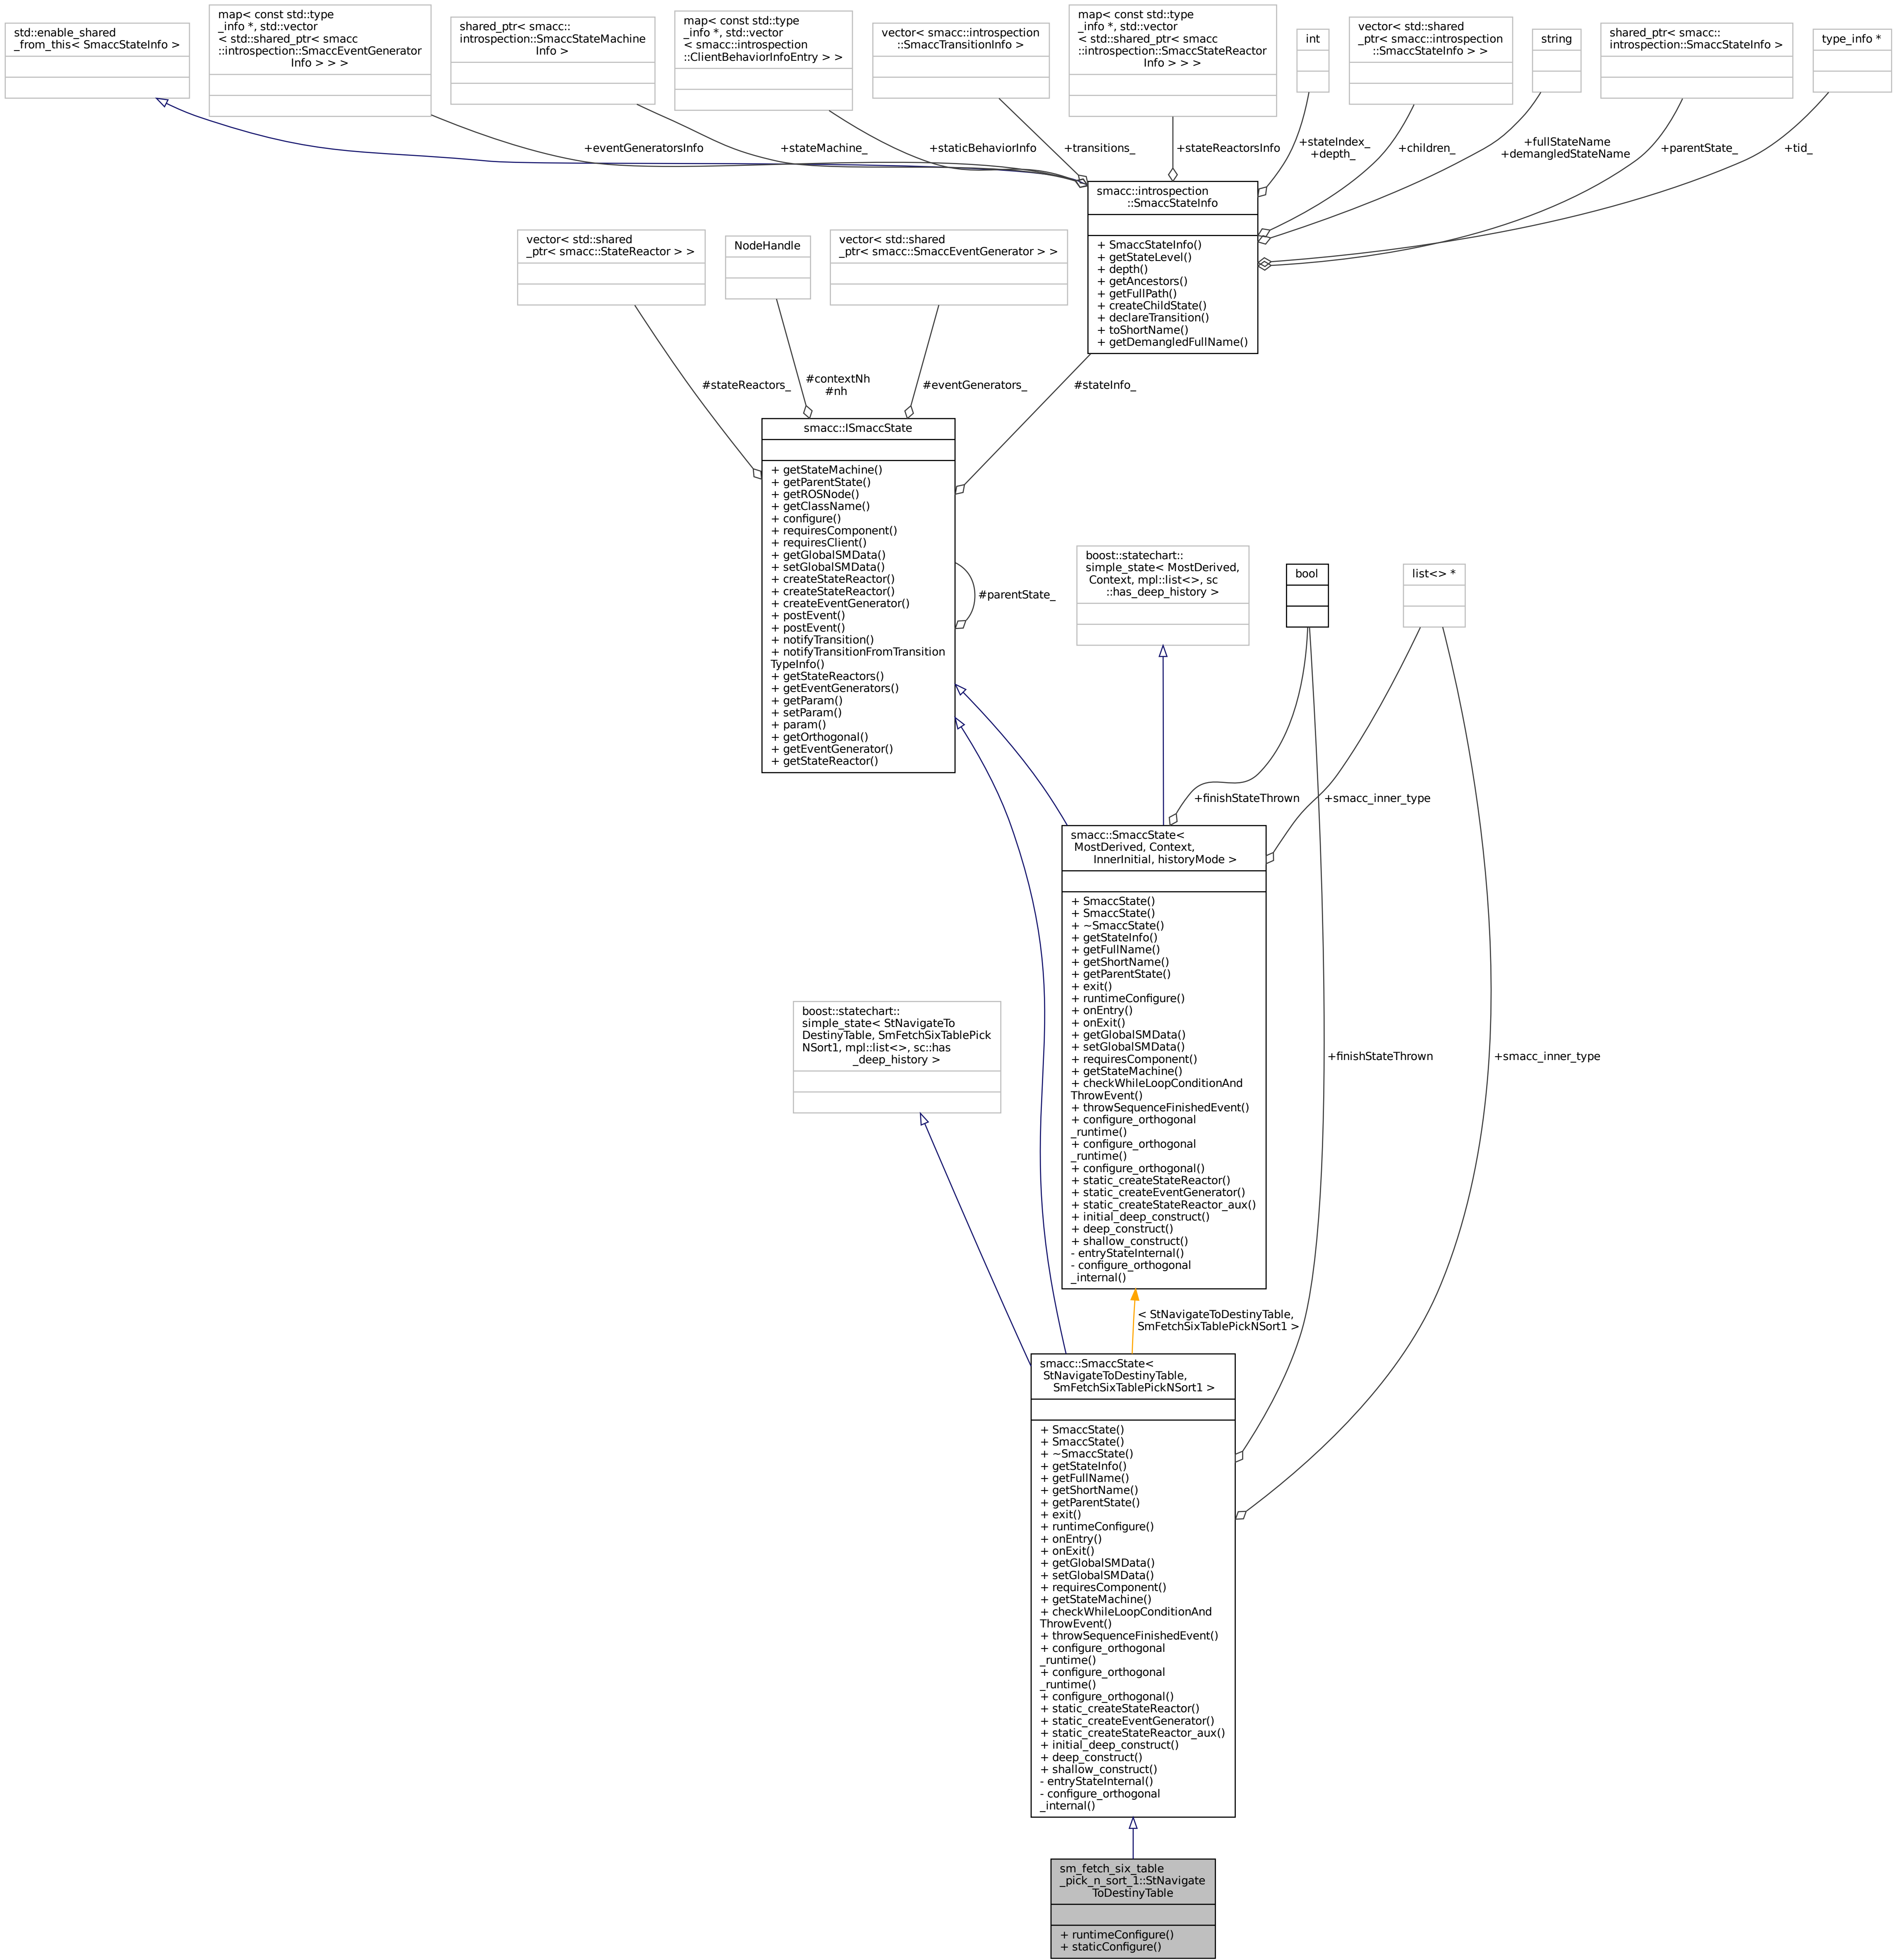 std::enable_shared
_from_this< SmaccStateInfo >
map< const std::type
_info *, std::vector
< std::shared_ptr< smacc
::introspection::SmaccEventGenerator
Info > > >
shared_ptr< smacc::
introspection::SmaccStateMachine
Info >
map< const std::type
_info *, std::vector
< smacc::introspection
::ClientBehaviorInfoEntry > >
vector< smacc::introspection
::SmaccTransitionInfo >
map< const std::type
_info *, std::vector
< std::shared_ptr< smacc
::introspection::SmaccStateReactor
Info > > >
int
vector< std::shared
_ptr< smacc::introspection
::SmaccStateInfo > >
string
shared_ptr< smacc::
introspection::SmaccStateInfo >
type_info *
+eventGeneratorsInfo
+stateMachine_
+staticBehaviorInfo
+transitions_
+stateReactorsInfo
+stateIndex_
+depth_
+children_
+fullStateName
+demangledStateName
+parentState_
+tid_
smacc::introspection
::SmaccStateInfo
+ SmaccStateInfo()
+ getStateLevel()
+ depth()
+ getAncestors()
+ getFullPath()
+ createChildState()
+ declareTransition()
+ toShortName()
+ getDemangledFullName()
vector< std::shared
_ptr< smacc::StateReactor > >
NodeHandle
vector< std::shared
_ptr< smacc::SmaccEventGenerator > >
#stateReactors_
#contextNh
#nh
#eventGenerators_
#stateInfo_
smacc::ISmaccState
+ getStateMachine()
+ getParentState()
+ getROSNode()
+ getClassName()
+ configure()
+ requiresComponent()
+ requiresClient()
+ getGlobalSMData()
+ setGlobalSMData()
+ createStateReactor()
+ createStateReactor()
+ createEventGenerator()
+ postEvent()
+ postEvent()
+ notifyTransition()
+ notifyTransitionFromTransition
TypeInfo()
+ getStateReactors()
+ getEventGenerators()
+ getParam()
+ setParam()
+ param()
+ getOrthogonal()
+ getEventGenerator()
+ getStateReactor()
#parentState_
boost::statechart::
simple_state< MostDerived,
Context, mpl::list<>, sc
::has_deep_history >
bool
list<> *
+finishStateThrown
+smacc_inner_type
smacc::SmaccState<
MostDerived, Context,
InnerInitial, historyMode >
+ SmaccState()
+ SmaccState()
+ ~SmaccState()
+ getStateInfo()
+ getFullName()
+ getShortName()
+ getParentState()
+ exit()
+ runtimeConfigure()
+ onEntry()
+ onExit()
+ getGlobalSMData()
+ setGlobalSMData()
+ requiresComponent()
+ getStateMachine()
+ checkWhileLoopConditionAnd
ThrowEvent()
+ throwSequenceFinishedEvent()
+ configure_orthogonal
_runtime()
+ configure_orthogonal
_runtime()
+ configure_orthogonal()
+ static_createStateReactor()
+ static_createEventGenerator()
+ static_createStateReactor_aux()
+ initial_deep_construct()
+ deep_construct()
+ shallow_construct()
- entryStateInternal()
- configure_orthogonal
_internal()
boost::statechart::
simple_state< StNavigateTo
DestinyTable, SmFetchSixTablePick
NSort1, mpl::list<>, sc::has
_deep_history >
+finishStateThrown
+smacc_inner_type
< StNavigateToDestinyTable,
SmFetchSixTablePickNSort1 >
smacc::SmaccState<
StNavigateToDestinyTable,
SmFetchSixTablePickNSort1 >
+ SmaccState()
+ SmaccState()
+ ~SmaccState()
+ getStateInfo()
+ getFullName()
+ getShortName()
+ getParentState()
+ exit()
+ runtimeConfigure()
+ onEntry()
+ onExit()
+ getGlobalSMData()
+ setGlobalSMData()
+ requiresComponent()
+ getStateMachine()
+ checkWhileLoopConditionAnd
ThrowEvent()
+ throwSequenceFinishedEvent()
+ configure_orthogonal
_runtime()
+ configure_orthogonal
_runtime()
+ configure_orthogonal()
+ static_createStateReactor()
+ static_createEventGenerator()
+ static_createStateReactor_aux()
+ initial_deep_construct()
+ deep_construct()
+ shallow_construct()
- entryStateInternal()
- configure_orthogonal
_internal()
sm_fetch_six_table
_pick_n_sort_1::StNavigate
ToDestinyTable
+ runtimeConfigure()
+ staticConfigure()